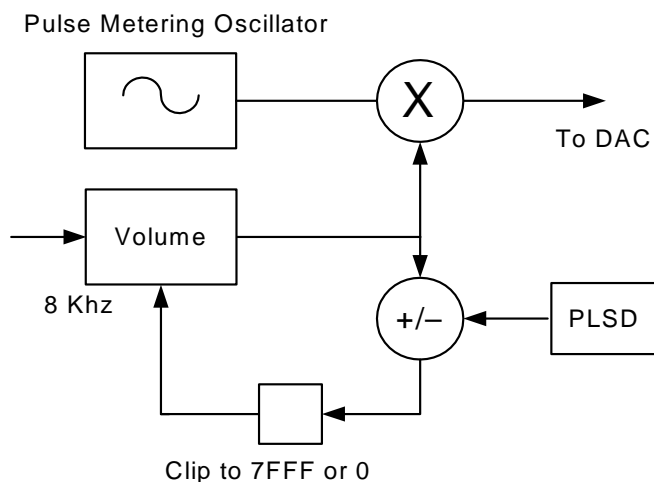 Pulse Metering Oscillator
X
To DAC
Volume
8 Khz
+/–
PLSD
Clip to 7FFF or 0